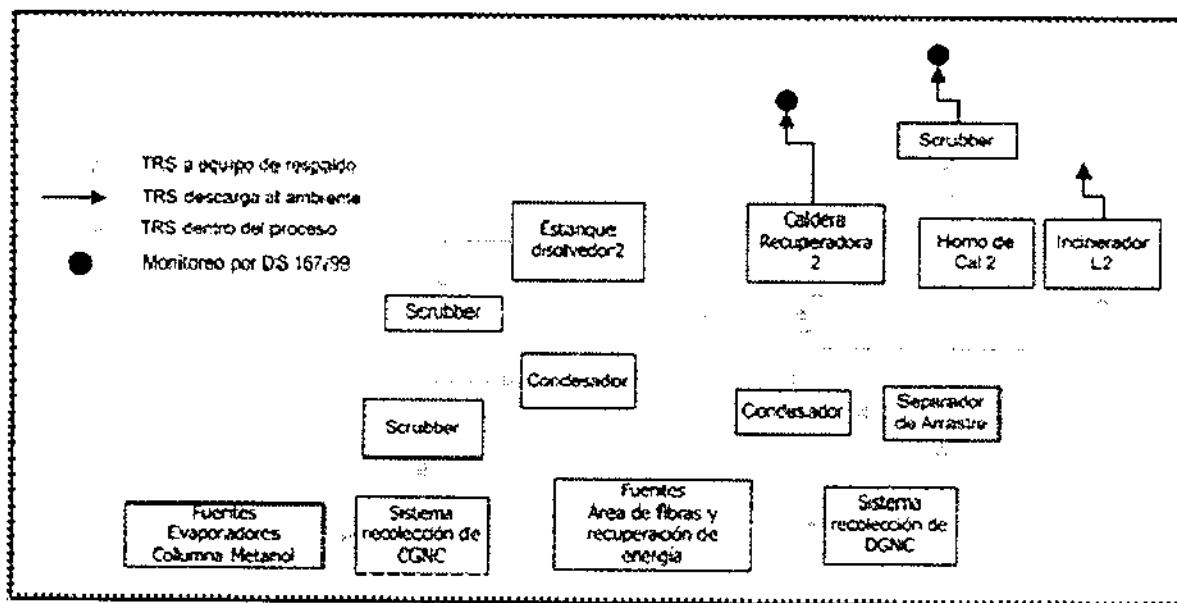 Scrubber
TRS a equipo de respaldo
TRS descarga al ambiente
TRS dentro del proceso
Monitoreo por DS 167/99
Estanque
disolvedor2
Caldera
Recuperadora
2
Horno de
Cal 2
Incinerador
L2
Scrubber
Condesador
Scrubber
Condesador
Separador
de Arrastre
Fuentes
Evaporadores
Columna Metanol
Sistema
recolección de
CGNC
Fuentes
Area de fibras y
recuperación de
energía
Sistema
recolección de
DGNC